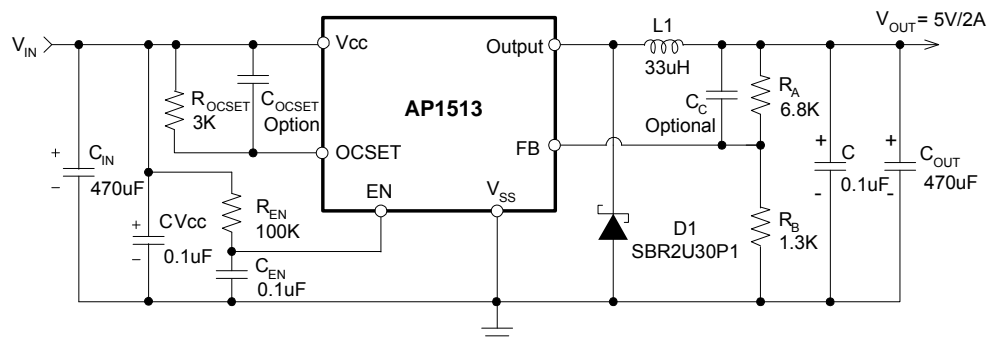 V_IN
Vcc
Output
L1
33uH
V_OUT = 5V/2A
R_OCSET
3K
C_OCSET
Option
AP1513
C_C
Optional
R_A
6.8K
OCSET
FB
+
C_IN
−
470uF
EN
V_SS
+
C
-
0.1uF
+
C_OUT
-
470uF
R_EN
100K
+
CVcc
−
0.1uF
D1
SBR2U30P1
R_B
1.3K
C_EN
0.1uF